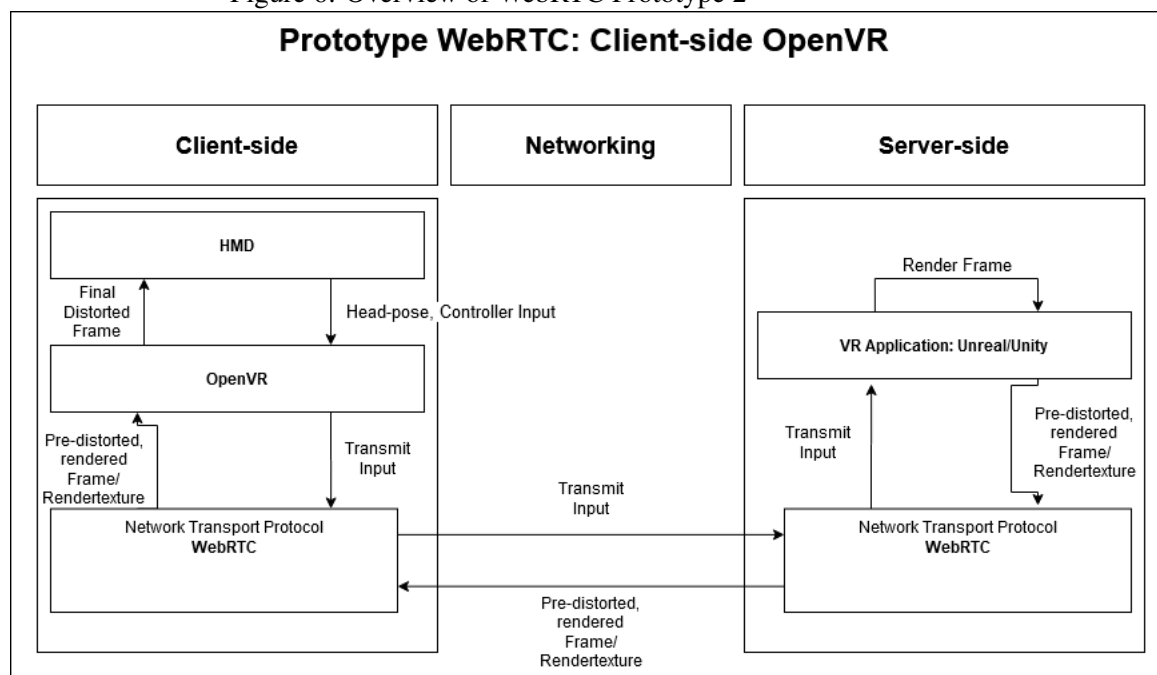 Figure 6: Overview of WebRTC Prototype 2
Prototype WebRTC: Client-side OpenVR
Client-side
Networking
Server-side
HMD
Final
Distorted
Frame
Head-pose, Controller Input
OpenVR
Pre-distorted,
rendered
Frame/
Rendertexture
Transmit
Input
Network Transport Protocol
WebRTC
Transmit
Input
Pre-distorted,
rendered
Frame/
Rendertexture
Render Frame
VR Application: Unreal/Unity
Transmit
Input
Pre-distorted,
rendered
Frame/
Rendertexture
Network Transport Protocol
WebRTC